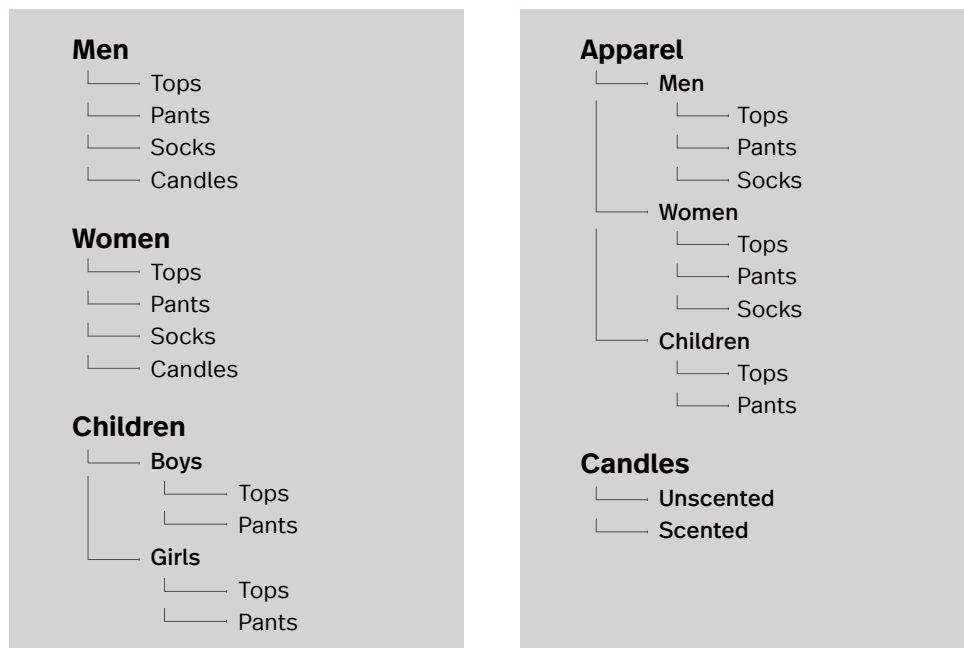 Men
Tops
Pants
Socks
Candles
Women
Tops
Pants
Socks
Candles
Children
Boys
Tops
Pants
Girls
Tops
Pants
Apparel
Men
Tops
Pants
Socks
Women
Tops
Pants
Socks
Children
Tops
Pants
Candles
Unscented
Scented